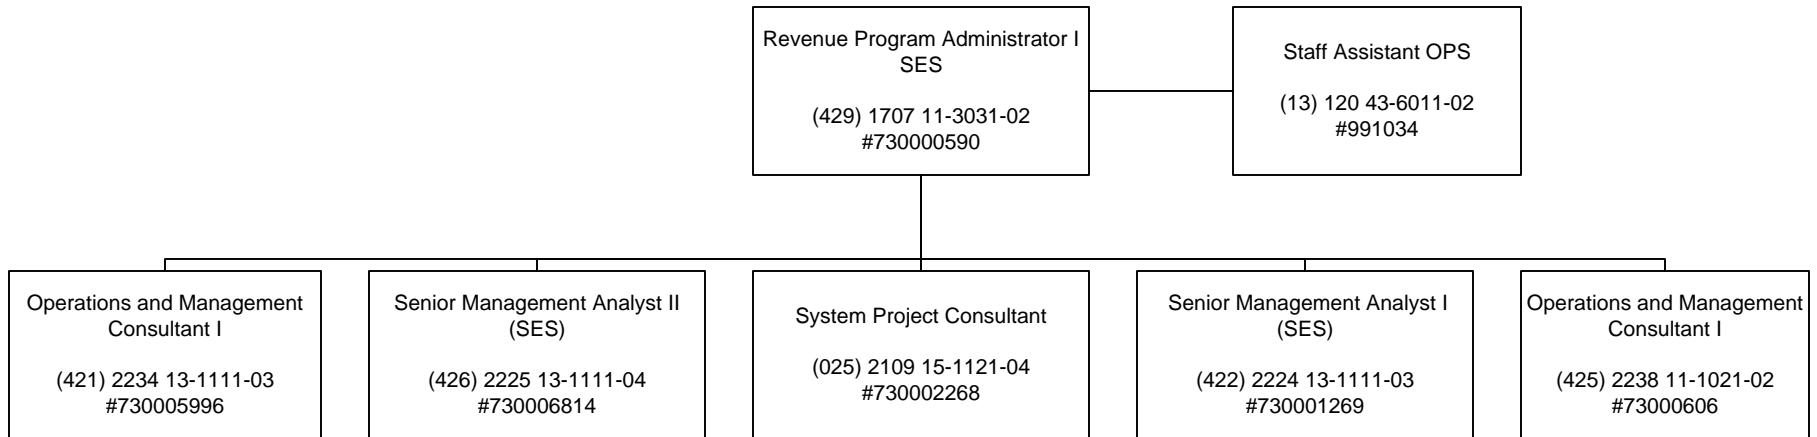 Revenue Program Administrator I
SES
(429) 1707 11-3031-02
#730000590
Staff Assistant OPS
(13) 120 43-6011-02
#991034
Operations and Management
Consultant I
(421) 2234 13-1111-03
#730005996
Senior Management Analyst II
(SES)
(426) 2225 13-1111-04
#730006814
System Project Consultant
(025) 2109 15-1121-04
#730002268
Senior Management Analyst I
(SES)
(422) 2224 13-1111-03
#730001269
Operations and Management
Consultant I
(425) 2238 11-1021-02
#73000606